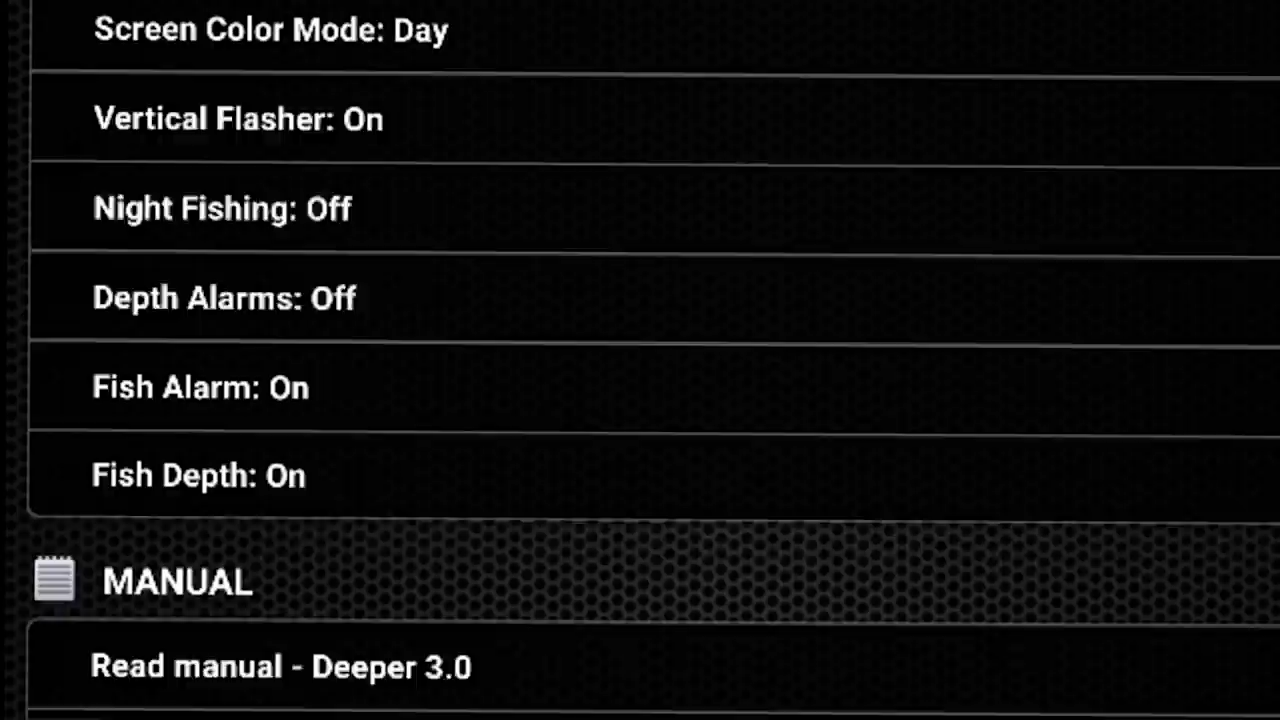 Screen Color Mode: Day
Vertical Flasher: On
Night Fishing: Off
Depth Alarms: Off
Fish Alarm: On
Fish Depth: On
MANUAL
Read manual - Deeper 3.0